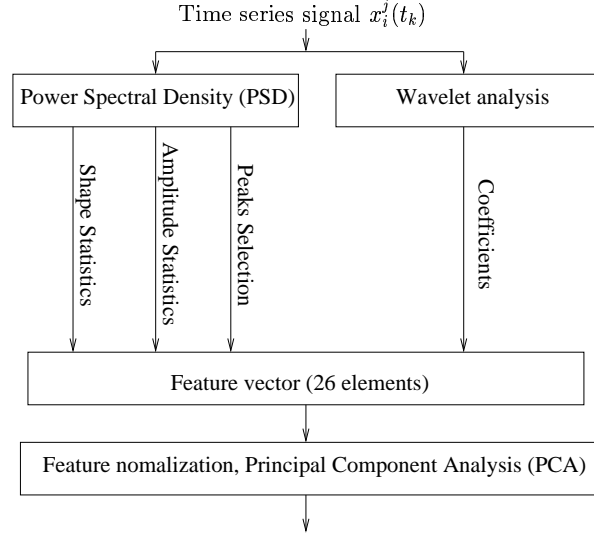 Time series signal $x_i^j(t_k)$
Power Spectral Density (PSD)
Wavelet analysis
Shape Statistics
Amplitude Statistics
Peaks Selection
Coefficients
Feature vector (26 elements)
Feature nomalization, Principal Component Analysis (PCA)